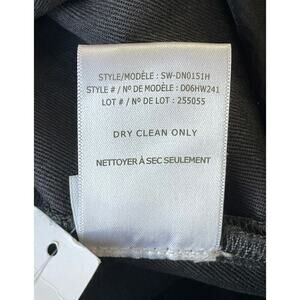 STYLE/MODÈLE : SW-DN0151H
STYLE # / Nº DE MODÈLE : D06HW241
LOT # / Nº DE LOT : 255055
DRY CLEAN ONLY
NETTOYER À SEC SEULEMENT